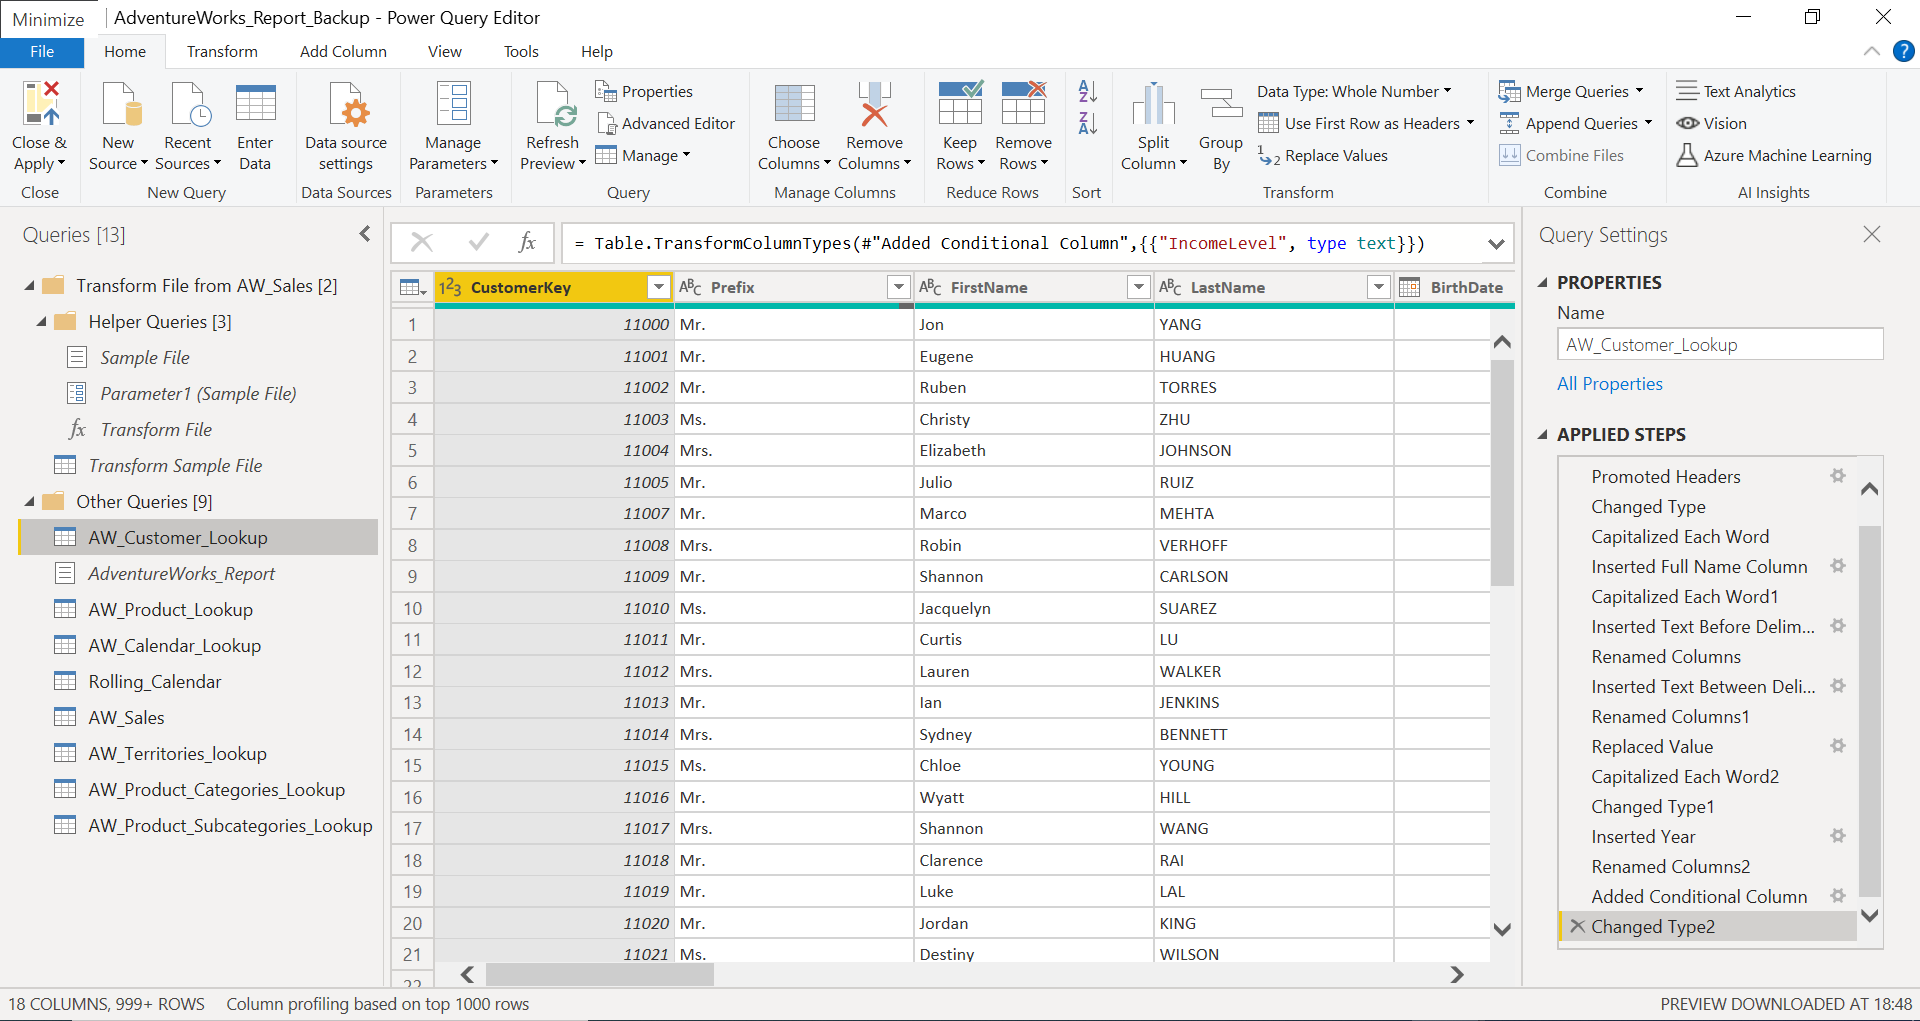 Minimize
AdventureWorks_Report_Backup - Power Query Editor
File Home Transform Add Column View Tools Help
Close & Apply
Close
New Source
Recent Sources
Enter Data
New Query
Data source settings
Data Sources
Manage Parameters
Parameters
Refresh Preview
Properties
Advanced Editor
Manage
Query
Choose Columns
Remove Columns
Manage Columns
Keep Rows
Remove Rows
Reduce Rows
A Z
Z A
Sort
Split Column
Group By
Data Type: Whole Number
Use First Row as Headers
1 2 Replace Values
Transform
Merge Queries
Append Queries
Combine Files
Combine
Text Analytics
Vision
Azure Machine Learning
AI Insights
Queries [13]
Transform File from AW_Sales [2]
Helper Queries [3]
Sample File
Parameter1 (Sample File)
fx Transform File
Transform Sample File
Other Queries [9]
AW_Customer_Lookup
AdventureWorks_Report
AW_Product_Lookup
AW_Calendar_Lookup
Rolling_Calendar
AW_Sales
AW_Territories_lookup
AW_Product_Categories_Lookup
AW_Product_Subcategories_Lookup
fx = Table.TransformColumnTypes(#"Added Conditional Column",{{"IncomeLevel", type text}})
123 CustomerKey ABC Prefix ABC FirstName ABC LastName BirthDate
1 11000 Mr. Jon YANG
2 11001 Mr. Eugene HUANG
3 11002 Mr. Ruben TORRES
4 11003 Ms. Christy ZHU
5 11004 Mrs. Elizabeth JOHNSON
6 11005 Mr. Julio RUIZ
7 11007 Mr. Marco MEHTA
8 11008 Mrs. Robin VERHOFF
9 11009 Mr. Shannon CARLSON
10 11010 Ms. Jacquelyn SUAREZ
11 11011 Mr. Curtis LU
12 11012 Mrs. Lauren WALKER
13 11013 Mr. Ian JENKINS
14 11014 Mrs. Sydney BENNETT
15 11015 Ms. Chloe YOUNG
16 11016 Mr. Wyatt HILL
17 11017 Mrs. Shannon WANG
18 11018 Mr. Clarence RAI
19 11019 Mr. Luke LAL
20 11020 Mr. Jordan KING
21 11021 Ms. Destiny WILSON
22
Query Settings
PROPERTIES
Name
AW_Customer_Lookup
All Properties
APPLIED STEPS
Promoted Headers
Changed Type
Capitalized Each Word
Inserted Full Name Column
Capitalized Each Word1
Inserted Text Before Delim...
Renamed Columns
Inserted Text Between Deli...
Renamed Columns1
Replaced Value
Capitalized Each Word2
Changed Type1
Inserted Year
Renamed Columns2
Added Conditional Column
Changed Type2
18 COLUMNS, 999+ ROWS Column profiling based on top 1000 rows
PREVIEW DOWNLOADED AT 18:48